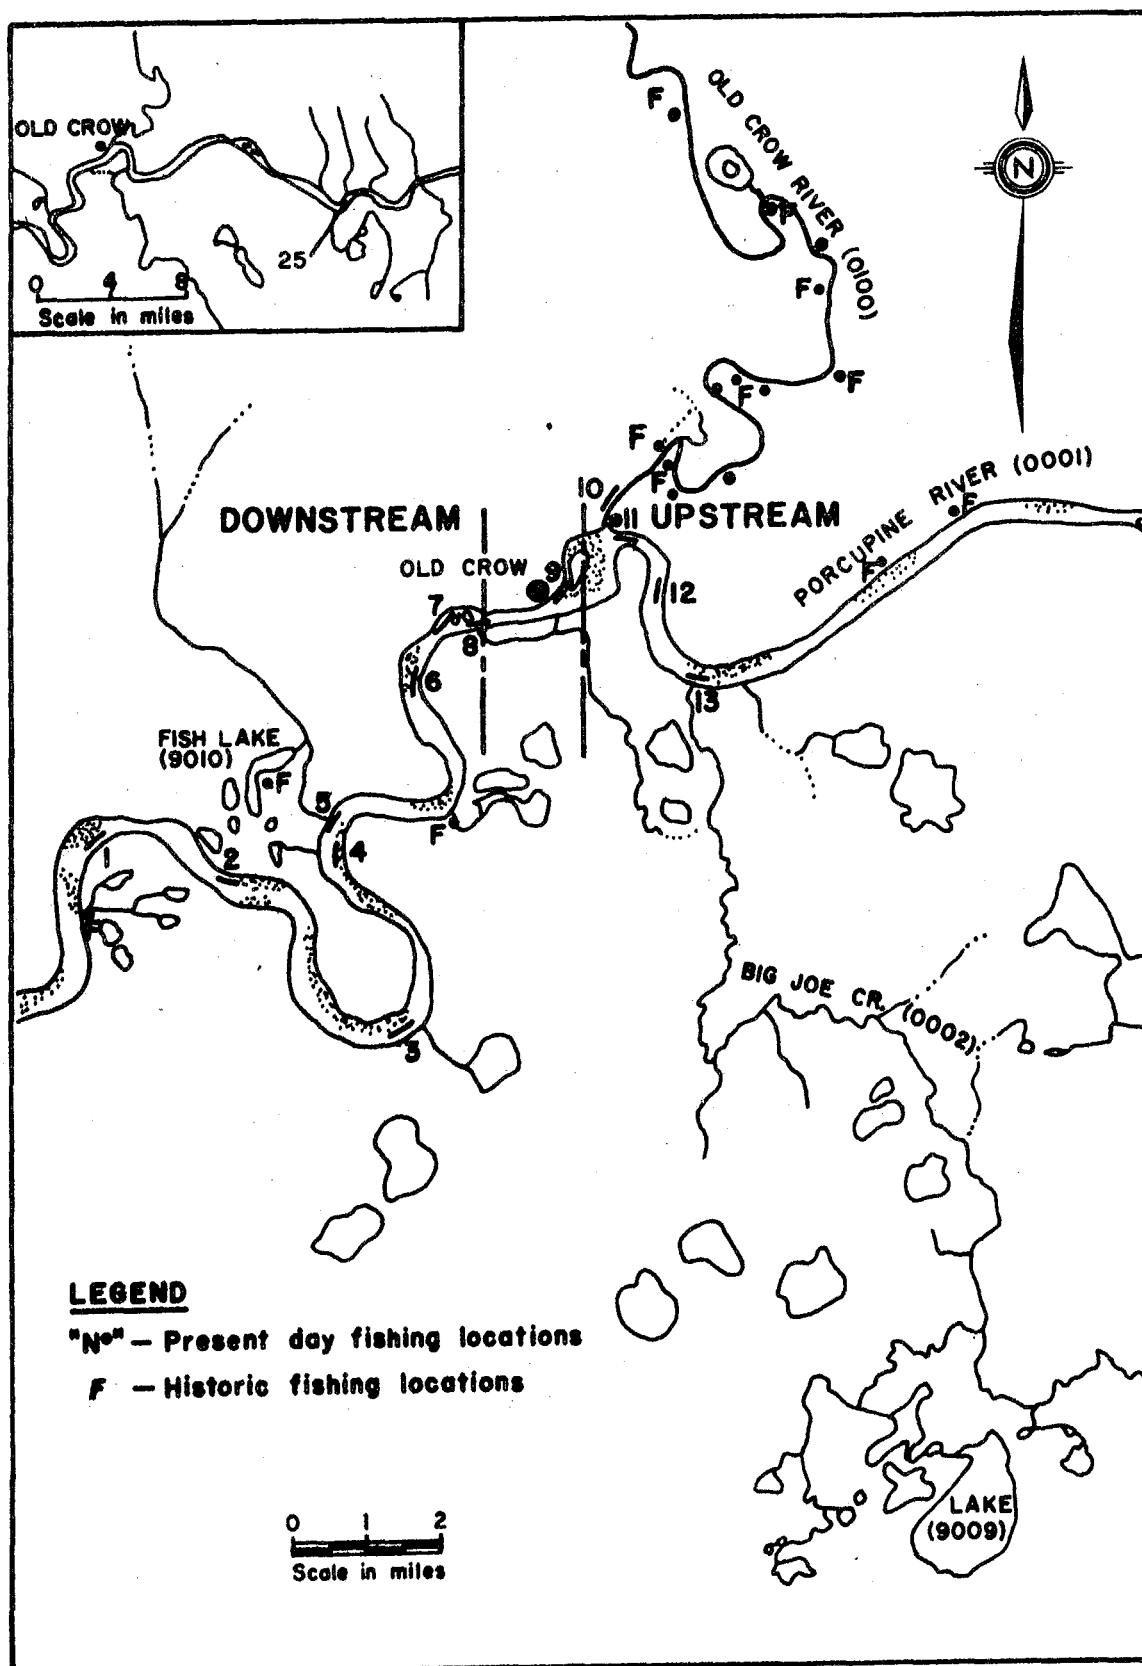 OLD CROW
25
0 4 8
Scale in miles
F
OLD CROW RIVER (0100)
N
F
F
F
F
F
F
PORCUPINE RIVER (0001)
F
F
10
DOWNSTREAM
11
UPSTREAM
OLD CROW
9
12
7
8
6
13
FISH LAKE
(9010)
F
5
F
4
1
2
3
BIG JOE CR. (0002)
LEGEND
"Nº" — Present day fishing locations
F — Historic fishing locations
0 1 2
Scale in miles
LAKE
(9009)